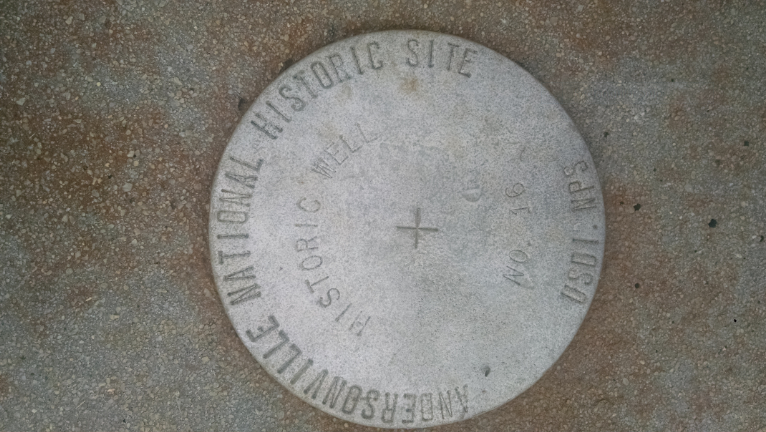 ANDERSONVILLE NATIONAL HISTORIC SITE
HISTORIC WELL
NO. 16
USDI · NPS